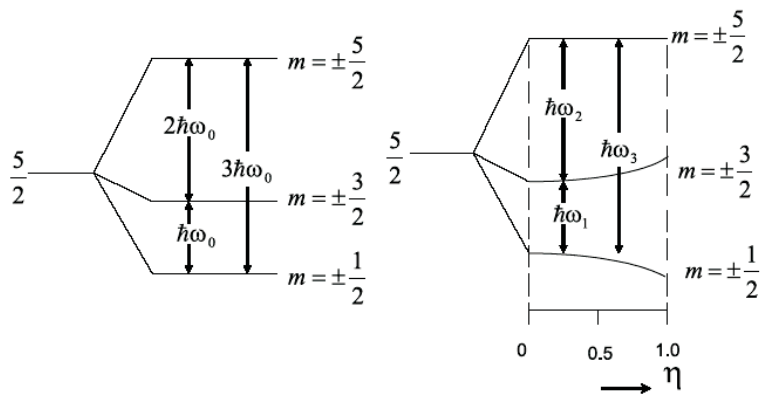 5/2
m = ± 5/2
2ħω₀
3ħω₀
m = ± 3/2
ħω₀
m = ± 1/2
5/2
m = ± 5/2
ħω₂
ħω₃
m = ± 3/2
ħω₁
m = ± 1/2
0 0.5 1.0
η